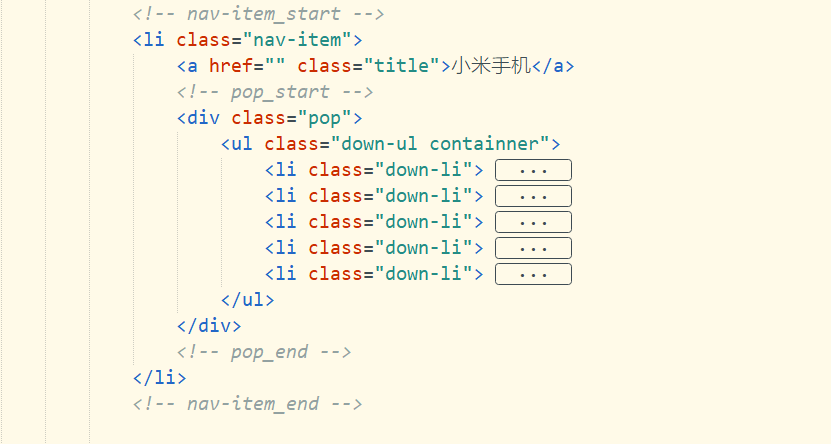 <!-- nav-item_start -->
<li class="nav-item">
<a href="" class="title">小米手机</a>
<!-- pop_start -->
<div class="pop">
<ul class="down-ul containner">
<li class="down-li"> ...
<li class="down-li"> ...
<li class="down-li"> ...
<li class="down-li"> ...
<li class="down-li"> ...
</ul>
</div>
<!-- pop_end -->
</li>
<!-- nav-item_end -->